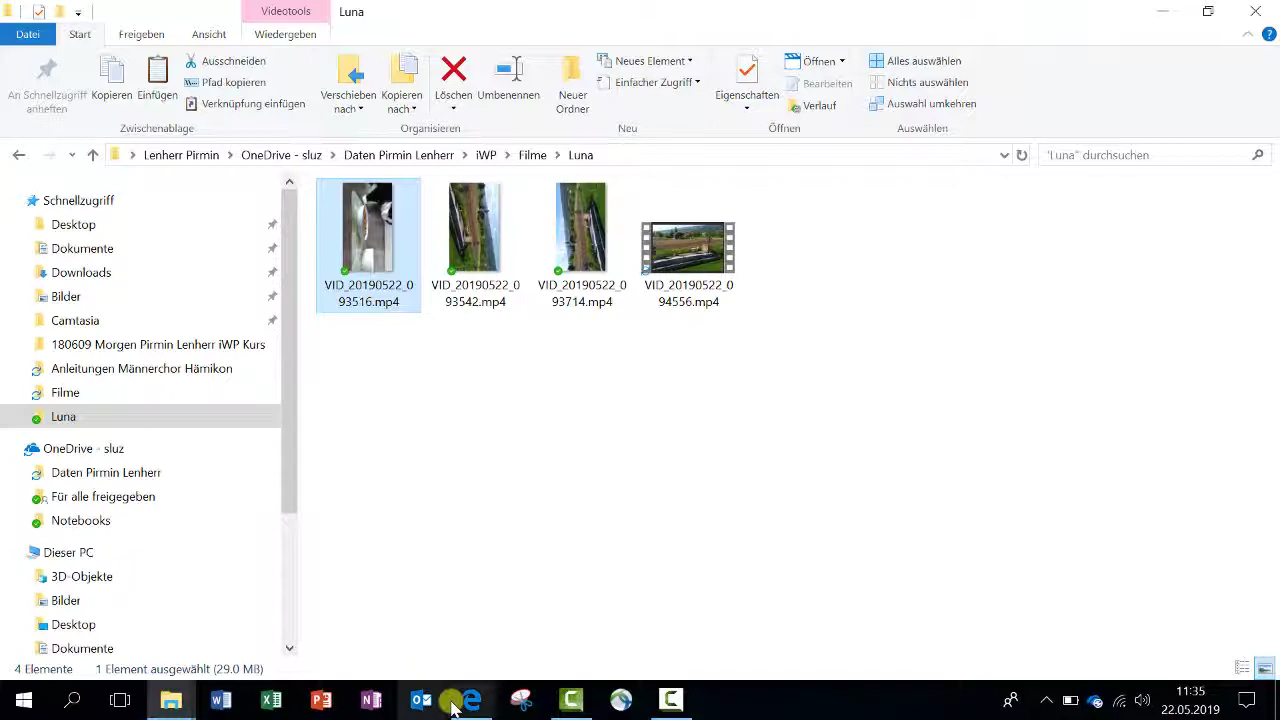 Videotools
Luna
Datei
Start
Freigeben
Ansicht
Wiedergeben
An Schnellzugriff
anheften
Kopieren
Einfügen
Ausschneiden
Pfad kopieren
Verknüpfung einfügen
Zwischenablage
Verschieben
nach
Kopieren
nach
Löschen
Umbenennen
Organisieren
Neuer
Ordner
Neues Element
Einfacher Zugriff
Neu
Eigenschaften
Öffnen
Bearbeiten
Verlauf
Öffnen
Alles auswählen
Nichts auswählen
Auswahl umkehren
Auswählen
Lenherr Pirmin
OneDrive - sluz
Daten Pirmin Lenherr
iWP
Filme
Luna
"Luna" durchsuchen
Schnellzugriff
Desktop
Dokumente
Downloads
Bilder
Camtasia
180609 Morgen Pirmin Lenherr iWP Kurs
Anleitungen Männerchor Hämikon
Filme
Luna
OneDrive - sluz
Daten Pirmin Lenherr
Für alle freigegeben
Notebooks
Dieser PC
3D-Objekte
Bilder
Desktop
Dokumente
VID_20190522_0
93516.mp4
VID_20190522_0
93542.mp4
VID_20190522_0
93714.mp4
VID_20190522_0
94556.mp4
4 Elemente
1 Element ausgewählt (29.0 MB)
11:35
22.05.2019